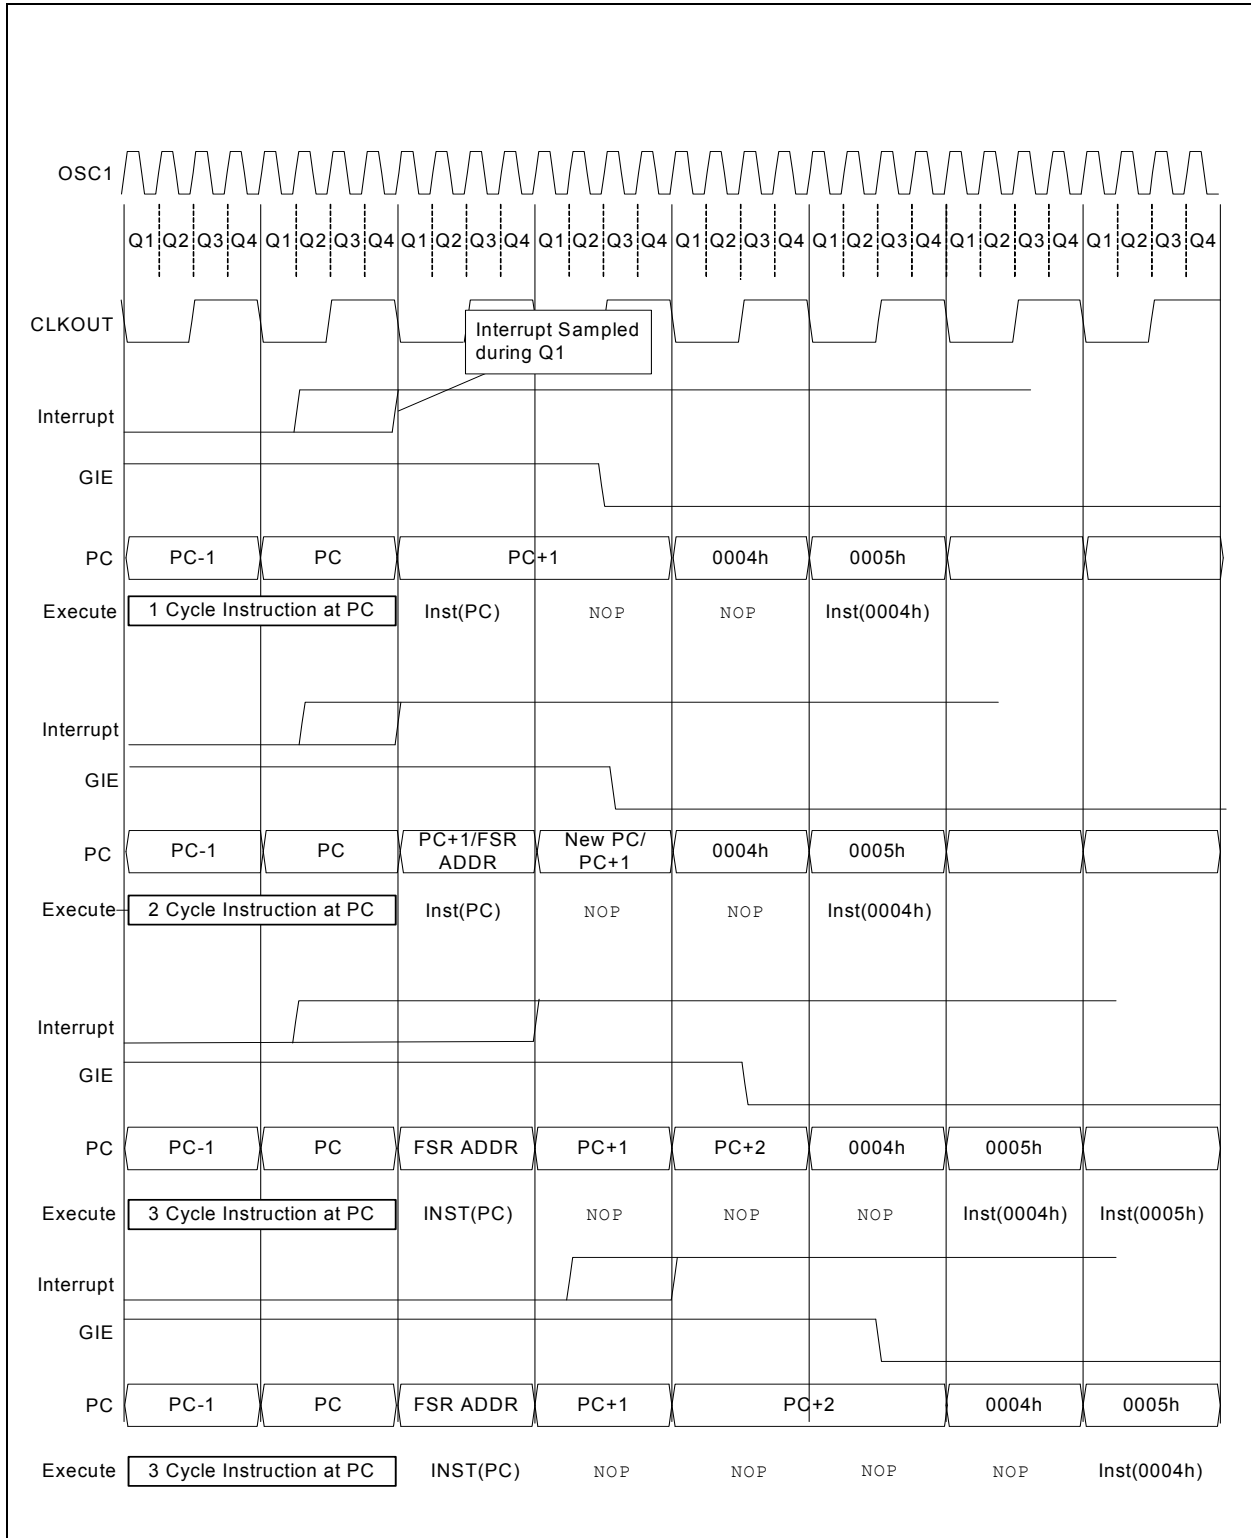 OSC1
Q1 Q2 Q3 Q4 Q1 Q2 Q3 Q4 Q1 Q2 Q3 Q4 Q1 Q2 Q3 Q4 Q1 Q2 Q3 Q4 Q1 Q2 Q3 Q4 Q1 Q2 Q3 Q4 Q1 Q2 Q3 Q4
CLKOUT
Interrupt Sampled
during Q1
Interrupt
GIE
PC PC-1 PC PC+1 0004h 0005h
Execute 1 Cycle Instruction at PC Inst(PC) NOP NOP Inst(0004h)
Interrupt
GIE
PC PC-1 PC PC+1/FSR ADDR New PC/ PC+1 0004h 0005h
Execute 2 Cycle Instruction at PC Inst(PC) NOP NOP Inst(0004h)
Interrupt
GIE
PC PC-1 PC FSR ADDR PC+1 PC+2 0004h 0005h
Execute 3 Cycle Instruction at PC INST(PC) NOP NOP NOP Inst(0004h) Inst(0005h)
Interrupt
GIE
PC PC-1 PC FSR ADDR PC+1 PC+2 0004h 0005h
Execute 3 Cycle Instruction at PC INST(PC) NOP NOP NOP NOP Inst(0004h)